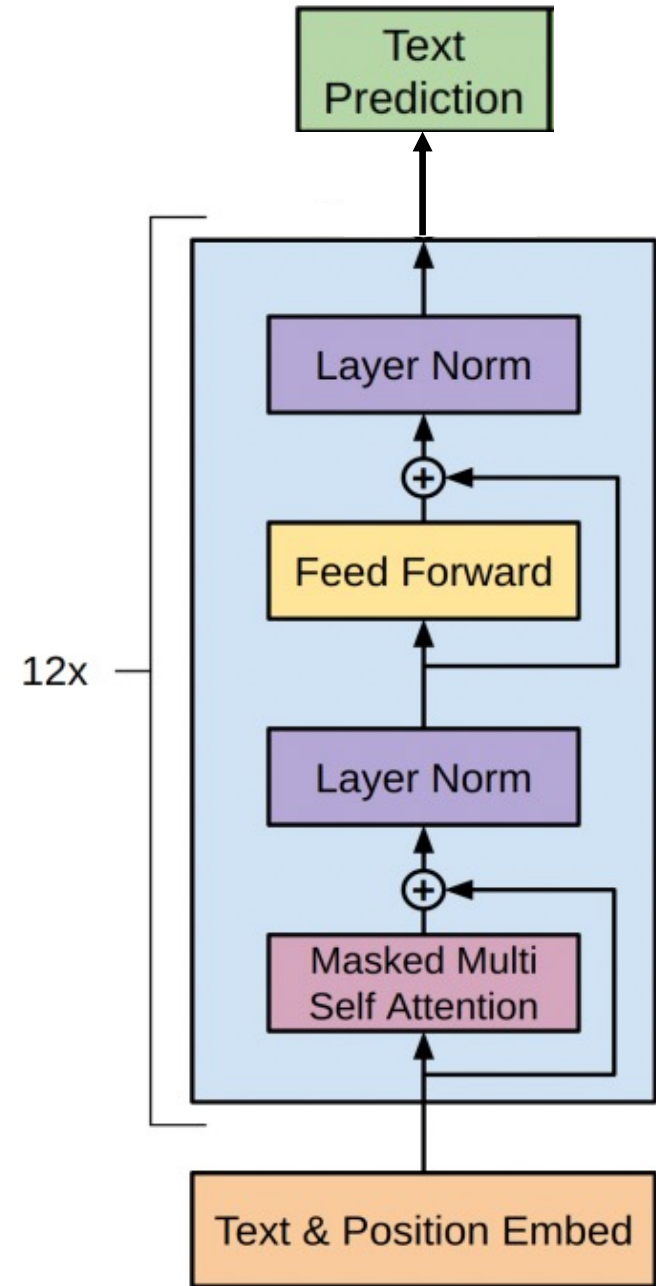 Text
Prediction
Layer Norm
+
Feed Forward
12x
Layer Norm
+
Masked Multi
Self Attention
Text & Position Embed